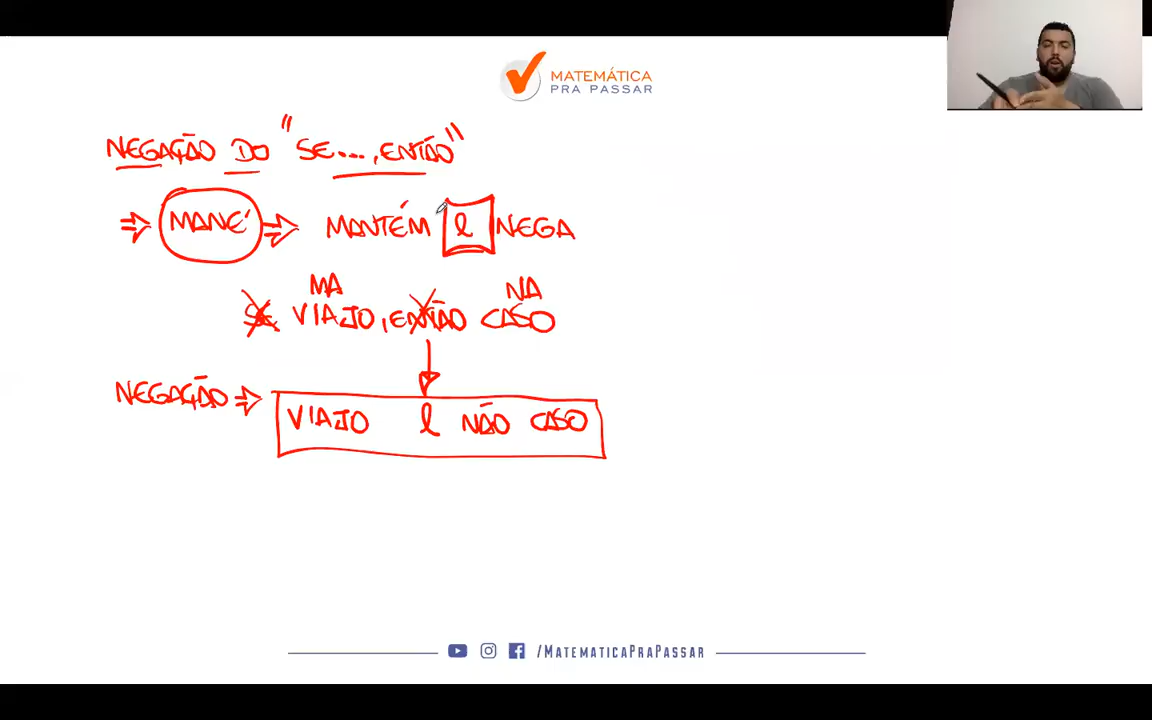 MATEMÁTICA
PRA PASSAR
NEGAÇÃO DO "SE...,ENTÃO"
⇒ MANÉ ⇒ MANTÉM e NEGA
MA NA
SE VIAJO, ENTÃO CASO
NEGAÇÃO ⇒ VIAJO e NÃO CASO
/MATEMATICAPRAPASSAR